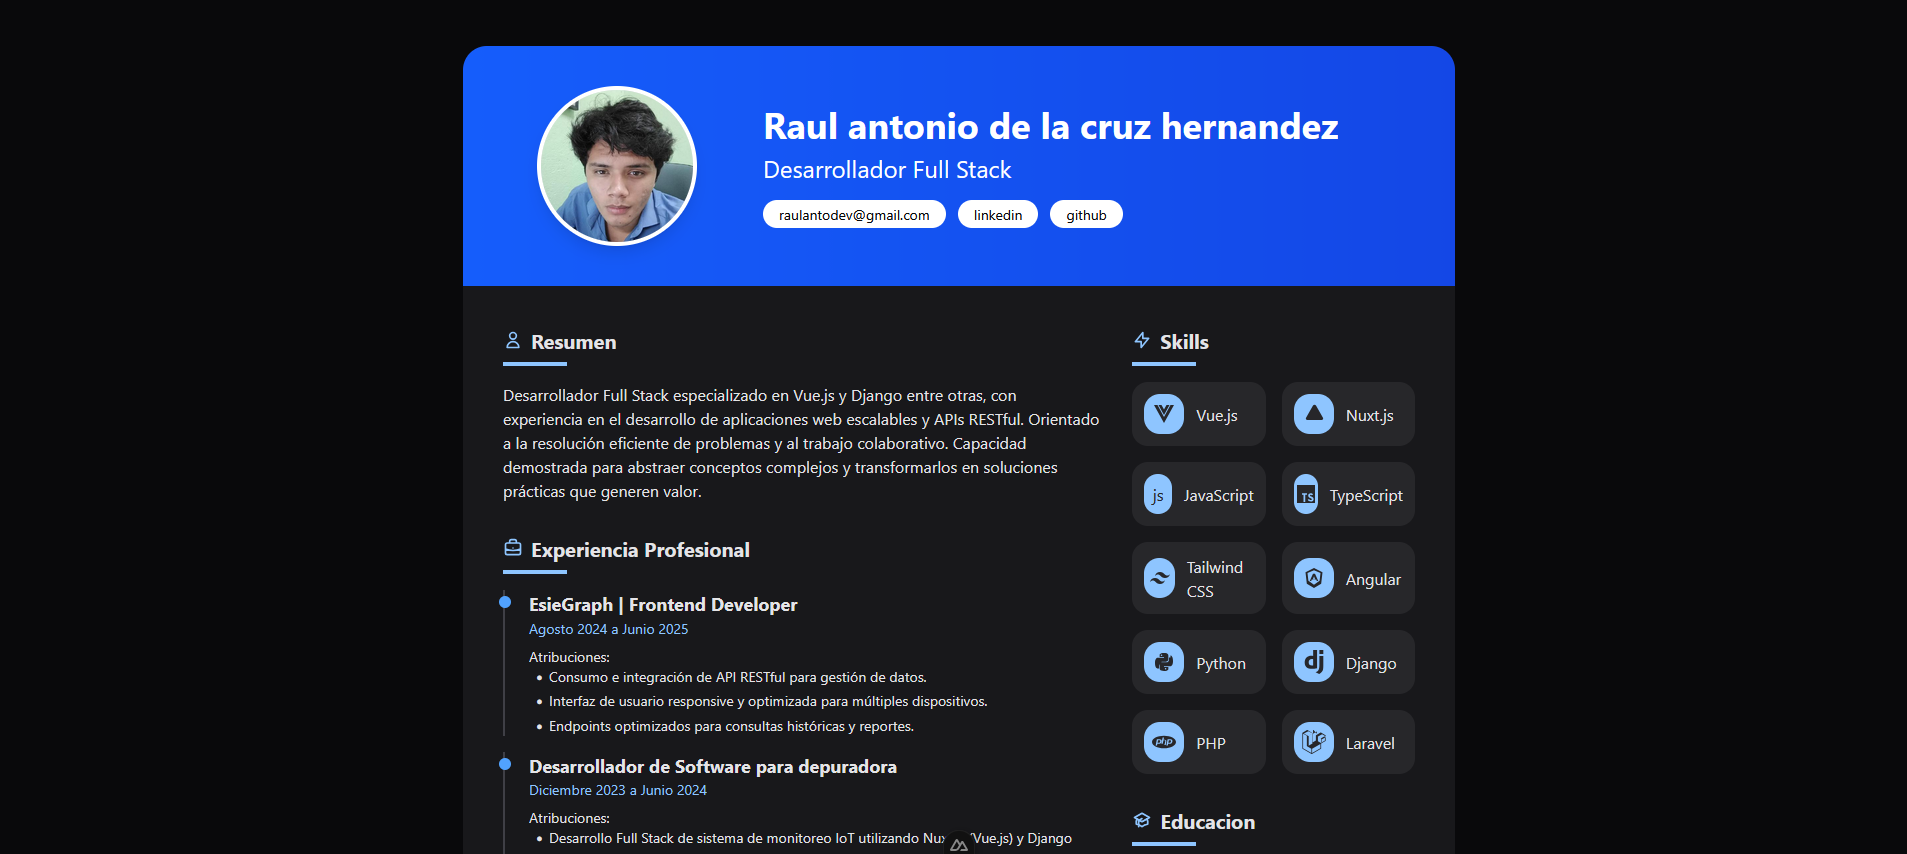 Raul antonio de la cruz hernandez
Desarrollador Full Stack
raulantodev@gmail.com
linkedin
github
Resumen
Desarrollador Full Stack especializado en Vue.js y Django entre otras, con
experiencia en el desarrollo de aplicaciones web escalables y APIs RESTful. Orientado
a la resolución eficiente de problemas y al trabajo colaborativo. Capacidad
demostrada para abstraer conceptos complejos y transformarlos en soluciones
prácticas que generen valor.
Experiencia Profesional
EsieGraph | Frontend Developer
Agosto 2024 a Junio 2025
Atribuciones:
• Consumo e integración de API RESTful para gestión de datos.
• Interfaz de usuario responsive y optimizada para múltiples dispositivos.
• Endpoints optimizados para consultas históricas y reportes.
Desarrollador de Software para depuradora
Diciembre 2023 a Junio 2024
Atribuciones:
• Desarrollo Full Stack de sistema de monitoreo IoT utilizando (Vue.js) y Django
Skills
Vue.js
Nuxt.js
js JavaScript
TS TypeScript
Tailwind
CSS
Angular
Python
dj Django
php PHP
Laravel
Educacion